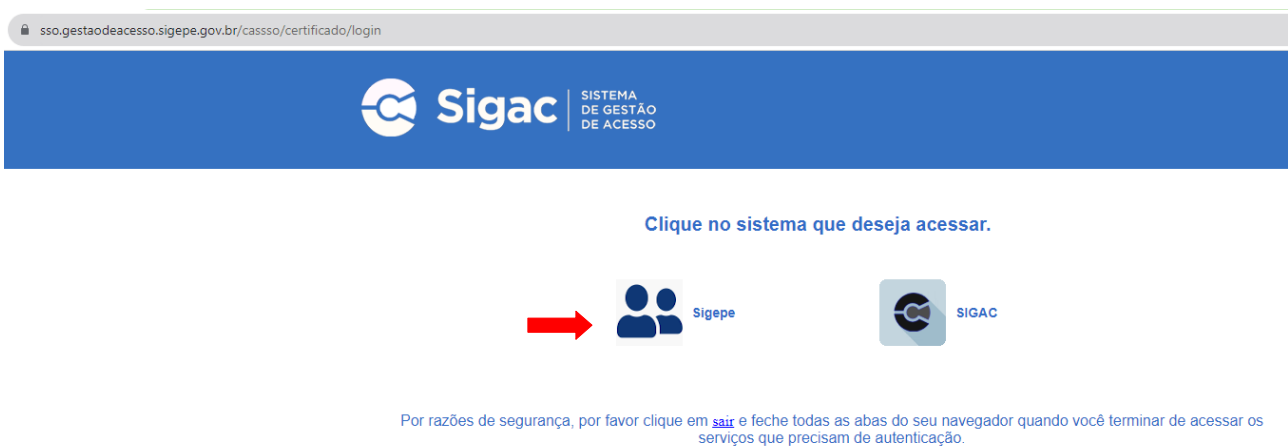 sso.gestaodeacesso.sigepe.gov.br/cassso/certificado/login
Sigac
SISTEMA
DE GESTÃO
DE ACESSO
Clique no sistema que deseja acessar.
Sigepe
SIGAC
Por razões de segurança, por favor clique em sair e feche todas as abas do seu navegador quando você terminar de acessar os
serviços que precisam de autenticação.